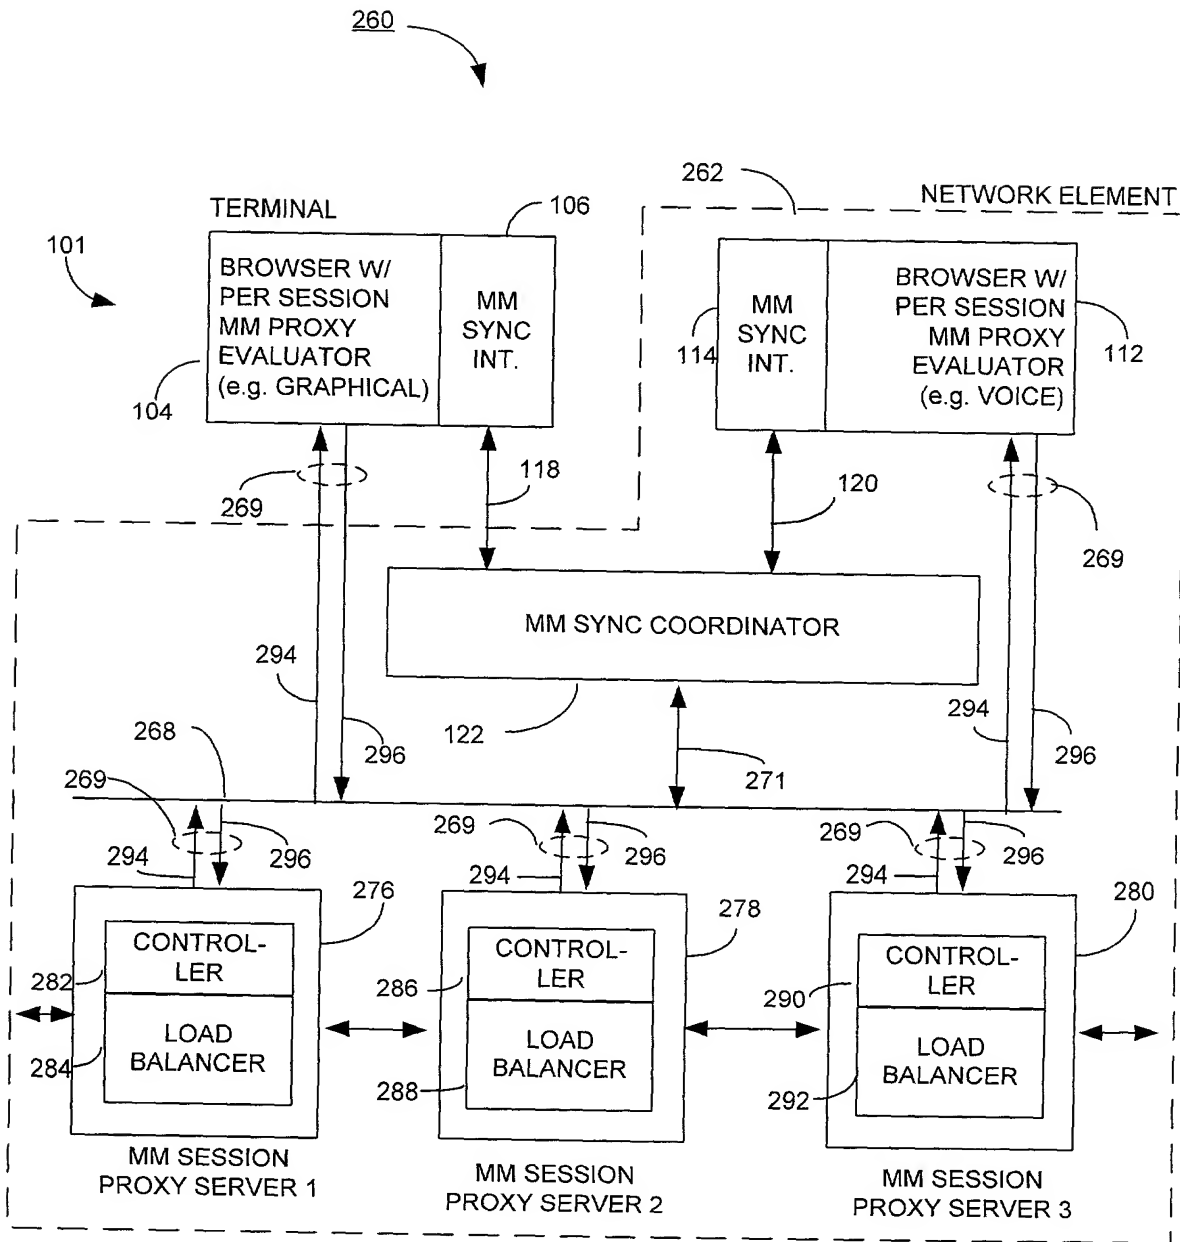 260
262
NETWORK ELEMENT
TERMINAL
106
101
BROWSER W/
PER SESSION
MM PROXY
EVALUATOR
(e.g. GRAPHICAL)
MM
SYNC
INT.
104
114
MM
SYNC
INT.
BROWSER W/
PER SESSION
MM PROXY
EVALUATOR
(e.g. VOICE)
112
269
118
120
269
MM SYNC COORDINATOR
294
268
296
122
271
294
296
269
294
296
269
294
296
269
294
296
276
278
280
282
CONTROL-
LER
284
LOAD
BALANCER
286
CONTROL-
LER
288
LOAD
BALANCER
290
CONTROL-
LER
292
LOAD
BALANCER
MM SESSION
PROXY SERVER 1
MM SESSION
PROXY SERVER 2
MM SESSION
PROXY SERVER 3